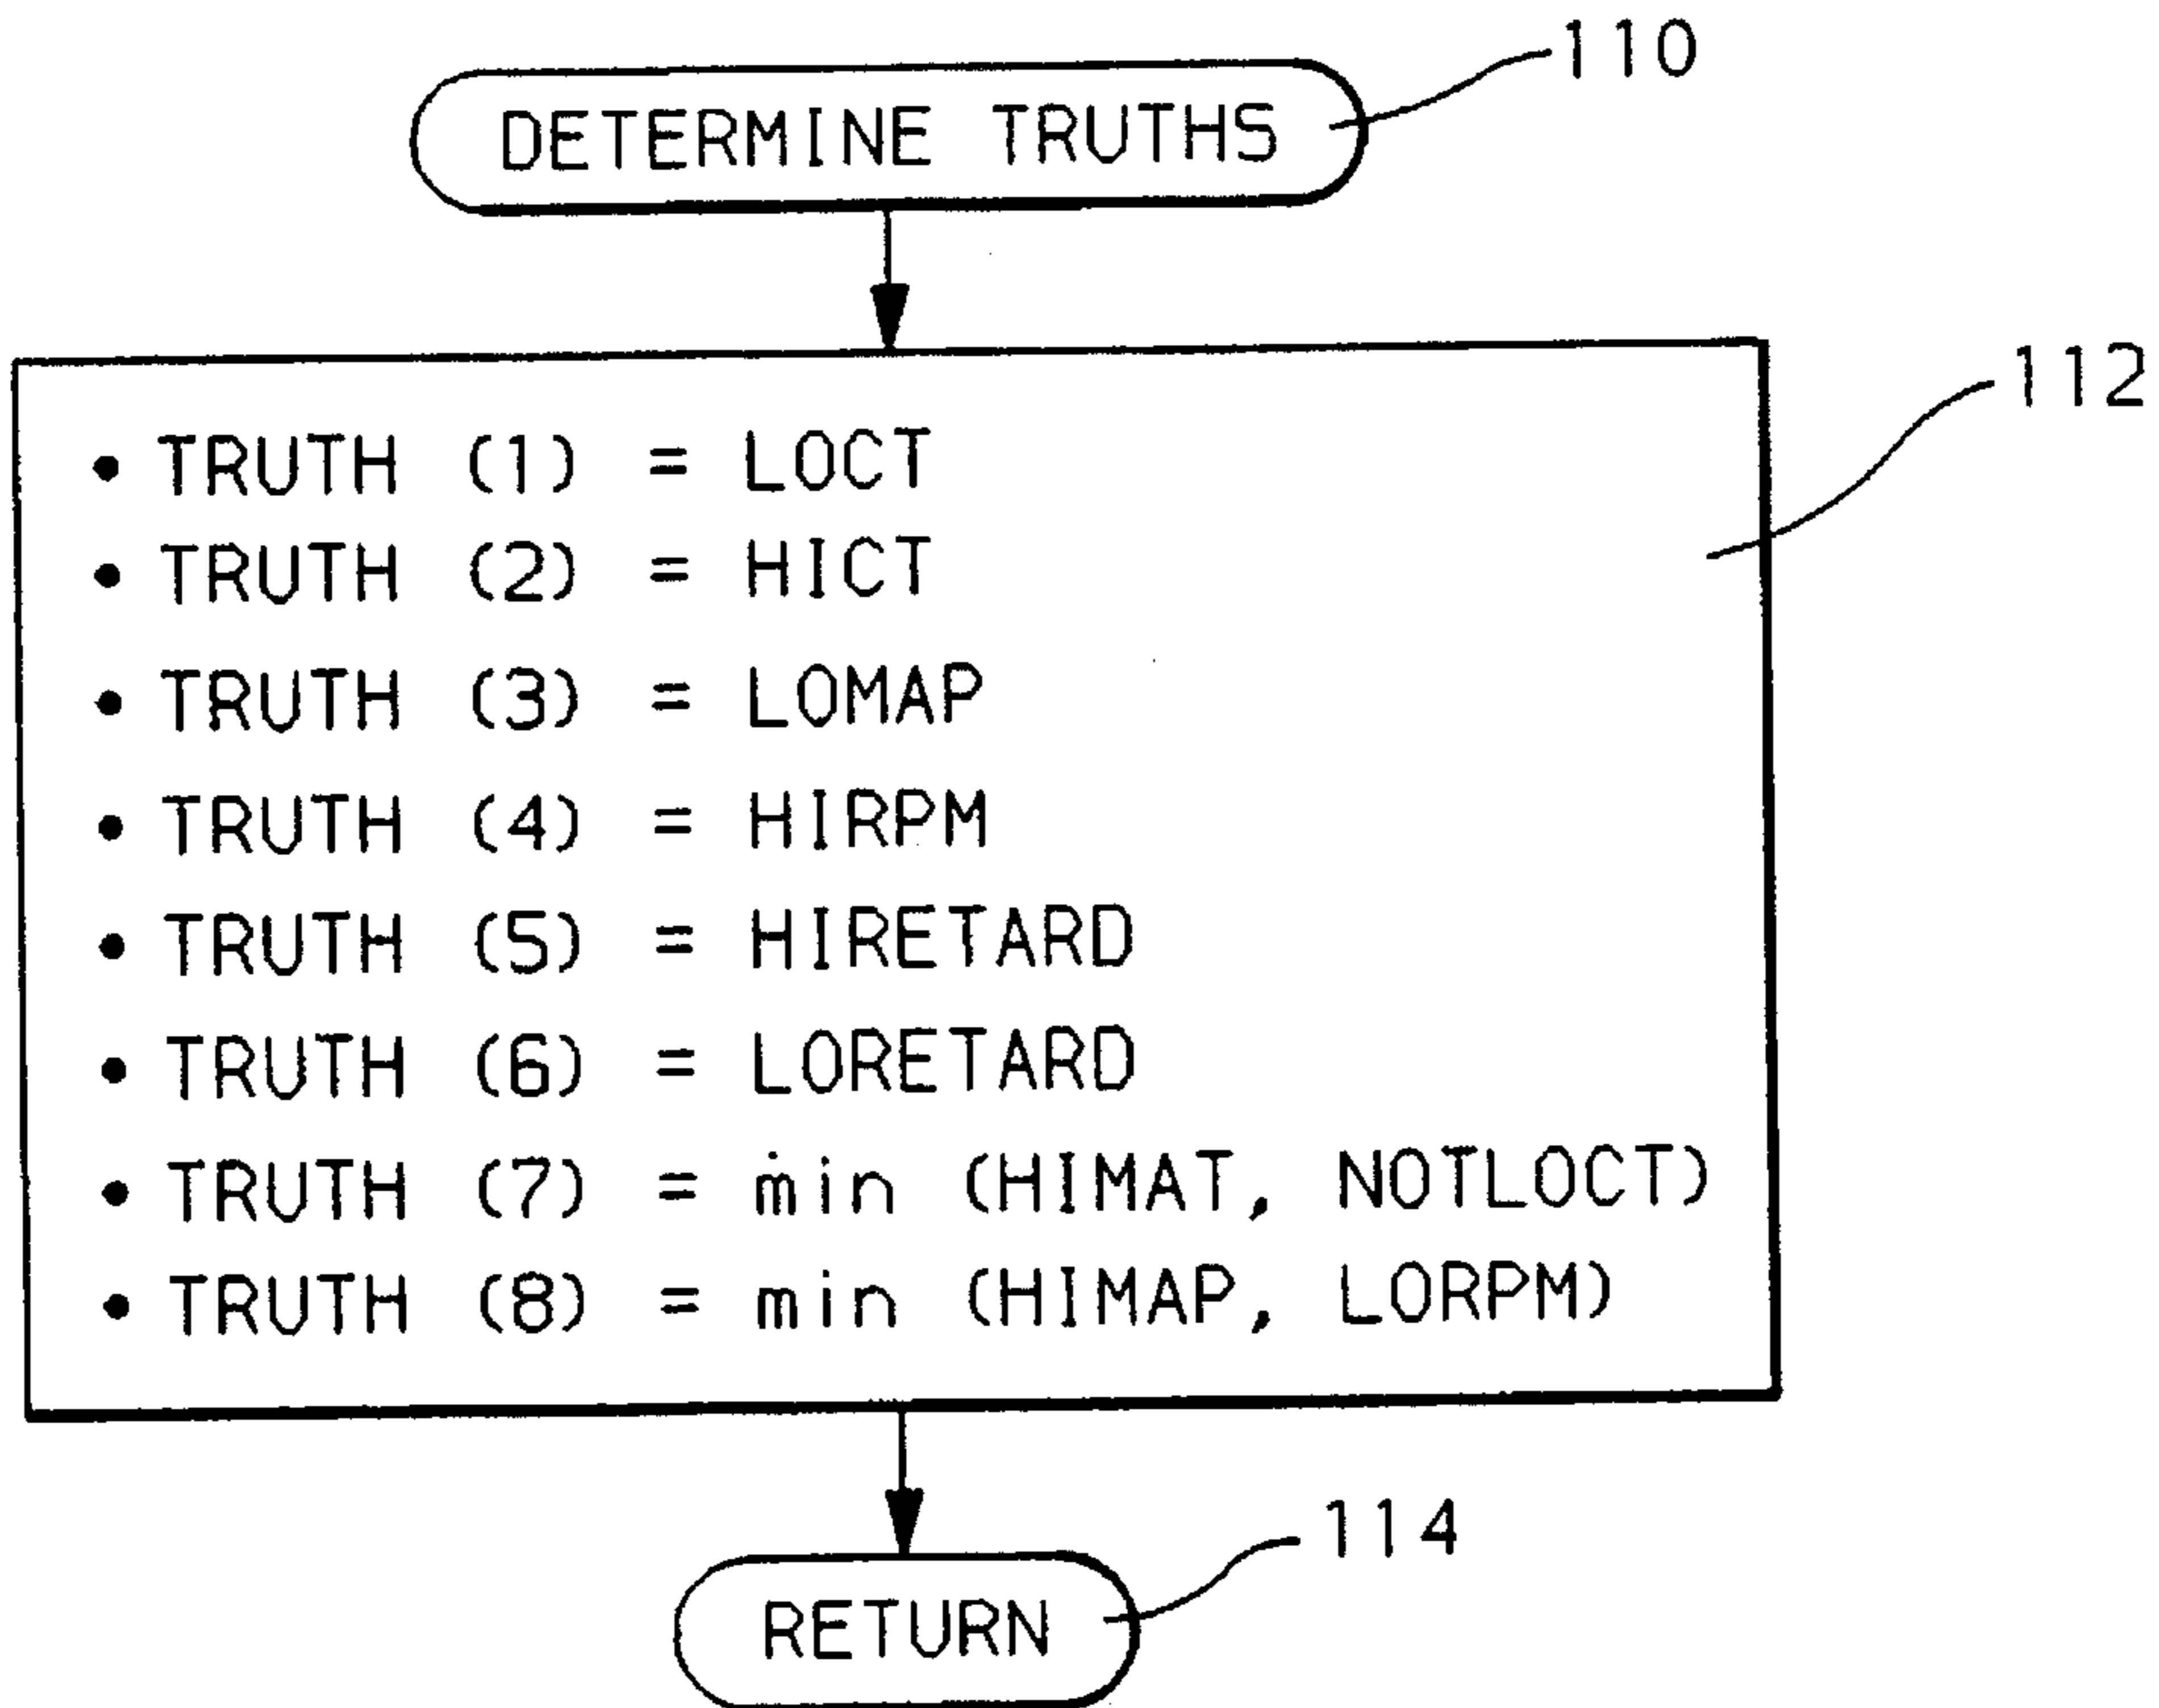 110
DETERMINE TRUTHS
112
• TRUTH (1) = LOCT
• TRUTH (2) = HICT
• TRUTH (3) = LOMAP
• TRUTH (4) = HIRPM
• TRUTH (5) = HIRETARD
• TRUTH (6) = LORETARD
• TRUTH (7) = min (HIMAT, NOTLOCT)
• TRUTH (8) = min (HIMAP, LORPM)
114
RETURN